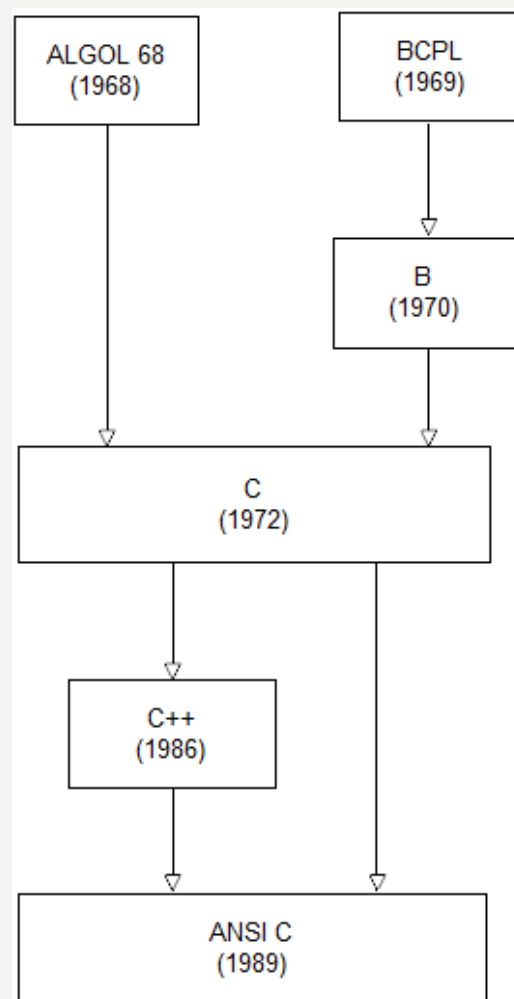 ALGOL 68
(1968)
BCPL
(1969)
B
(1970)
C
(1972)
C++
(1986)
ANSI C
(1989)